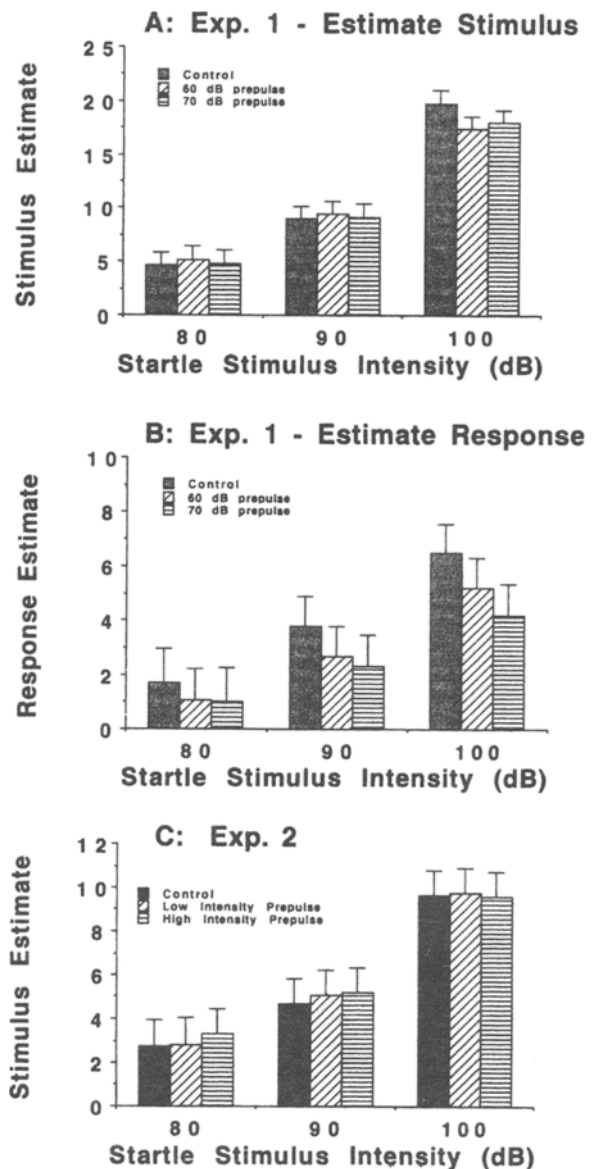 A: Exp. 1 - Estimate Stimulus
25
20
15
10
5
0
Stimulus Estimate
Control
60 dB prepulse
70 dB prepulse
80 90 100
Startle Stimulus Intensity (dB)
B: Exp. 1 - Estimate Response
10
8
6
4
2
0
Response Estimate
Control
60 dB prepulse
70 dB prepulse
80 90 100
Startle Stimulus Intensity (dB)
C: Exp. 2
12
10
8
6
4
2
0
Stimulus Estimate
Control
Low Intensity Prepulse
High Intensity Prepulse
80 90 100
Startle Stimulus Intensity (dB)